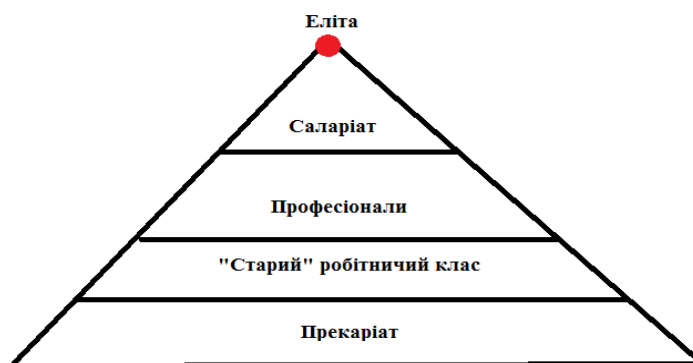 Еліта
Саларіат
Професіонали
"Старий" робітничий клас
Прекаріат